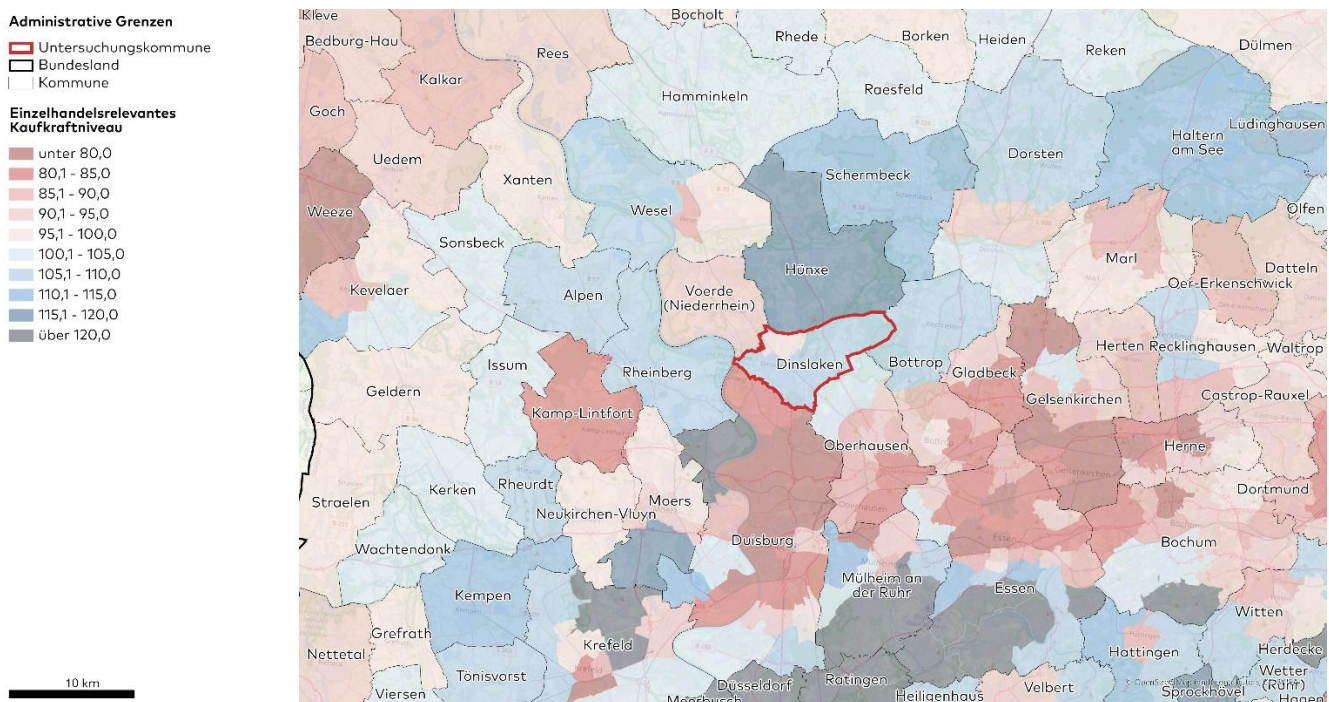 Administrative Grenzen
Untersuchungskommune
Bundesland
Kommune
Einzelhandelsrelevantes
Kaufkraftniveau
unter 80,0
80,1 - 85,0
85,1 - 90,0
90,1 - 95,0
95,1 - 100,0
100,1 - 105,0
105,1 - 110,0
110,1 - 115,0
115,1 - 120,0
über 120,0
10 km
Kleve
Bocholt
Bedburg-Hau
Rees
Rhede
Borken
Heiden
Reken
Dülmen
Kalkar
Goch
Hamminkeln
Raesfeld
Lüdinghausen
Haltern
am See
Uedem
Dorsten
Xanten
Schermbeck
Weeze
Wesel
Olfen
Sonsbeck
Marl
Hünxe
Datteln
Kevelaer
Alpen
Voerde
(Niederrhein)
Oer-Erkenschwick
Issum
Rheinberg
Dinslaken
Bottrop
Herten
Recklinghausen
Waltrop
Gladbeck
Geldern
Castrop-Rauxel
Gelsenkirchen
Kamp-Lintfort
Oberhausen
Herne
Straelen
Kerken
Rheurdt
Moers
Dortmund
Neukirchen-Vluyn
Duisburg
Bochum
Wachtendonk
Mülheim an
der Ruhr
Essen
Kempen
Witten
Grefrath
Krefeld
Hattingen
Nettetal
Herdecke
Tönisvorst
Düsseldorf
Ratingen
Velbert
Wetter
(Ruhr)
Viersen
Meerbusch
Heiligenhaus
Sprockhövel
Hagen